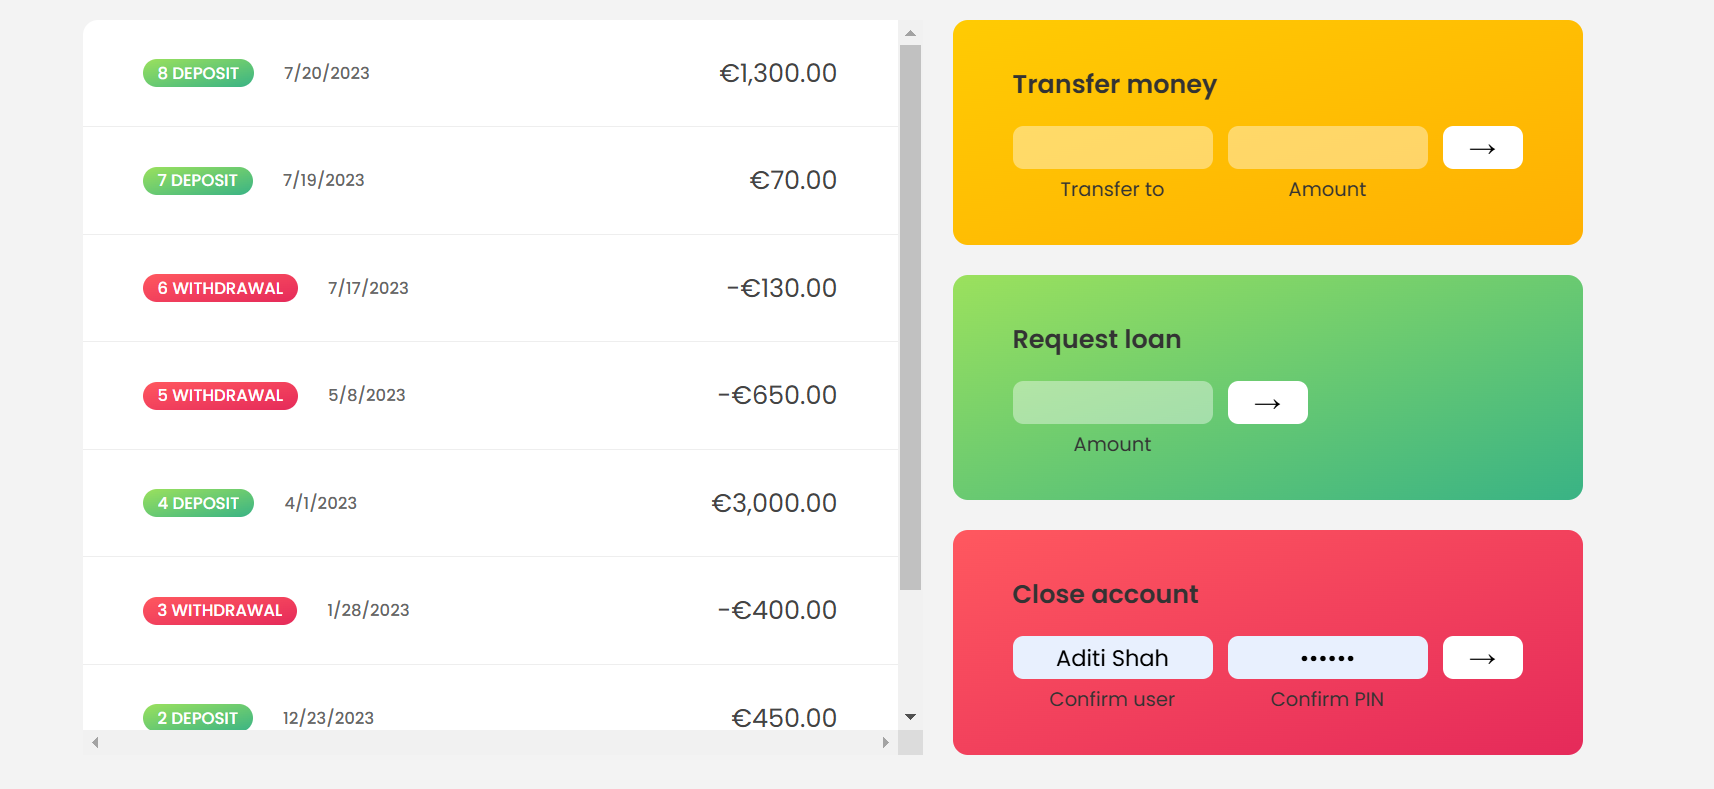 8 DEPOSIT 7/20/2023 €1,300.00
7 DEPOSIT 7/19/2023 €70.00
6 WITHDRAWAL 7/17/2023 -€130.00
5 WITHDRAWAL 5/8/2023 -€650.00
4 DEPOSIT 4/1/2023 €3,000.00
3 WITHDRAWAL 1/28/2023 -€400.00
2 DEPOSIT 12/23/2023 €450.00
Transfer money
→
Transfer to Amount
Request loan
→
Amount
Close account
Aditi Shah •••••• →
Confirm user Confirm PIN